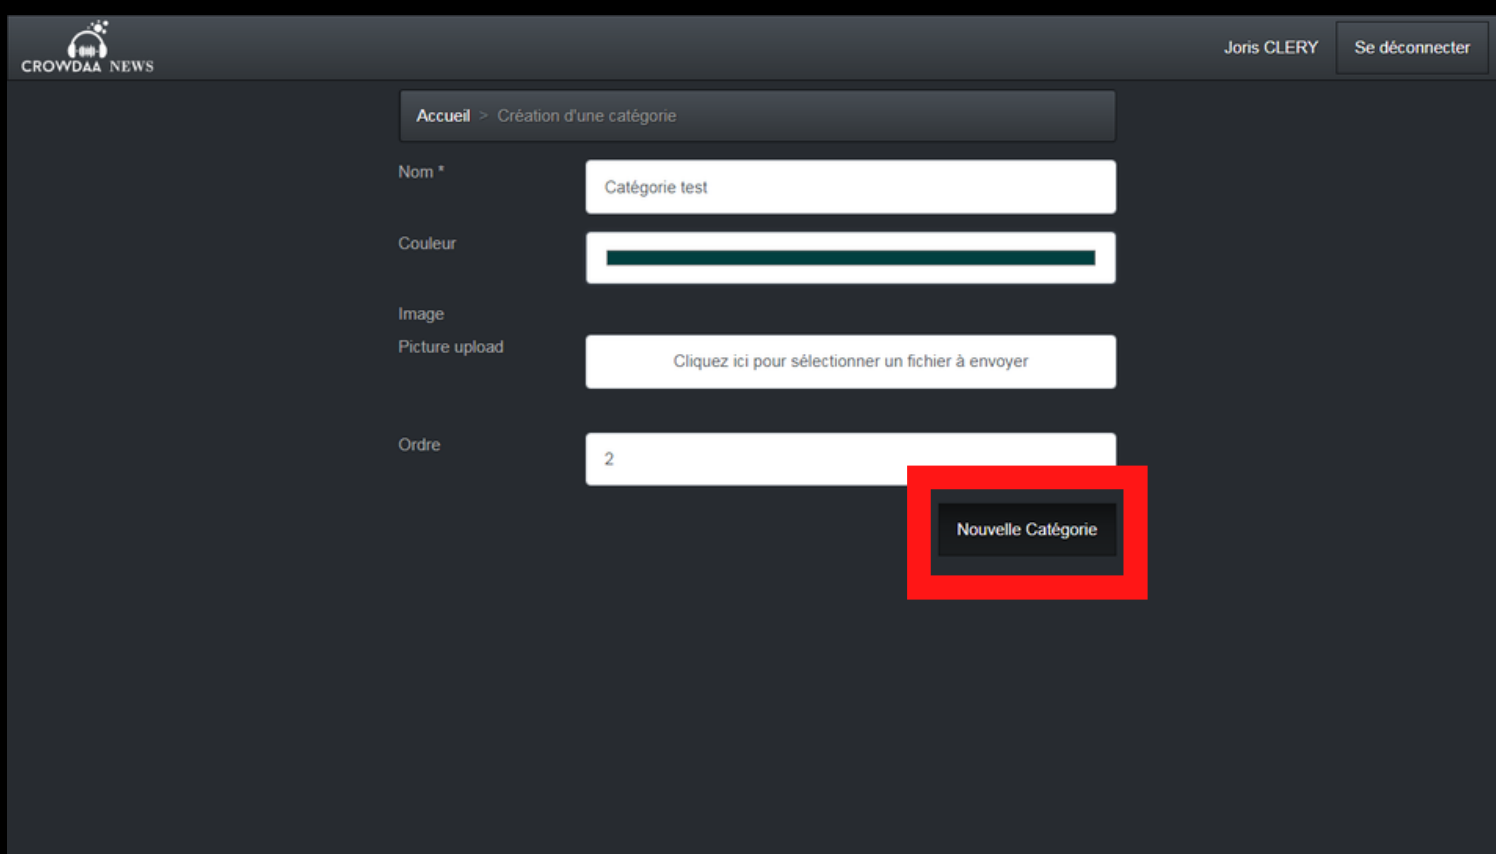 CROWDAA NEWS
Joris CLERY
Se déconnecter
Accueil > Création d'une catégorie
Nom *
Catégorie test
Couleur
Image
Picture upload
Cliquez ici pour sélectionner un fichier à envoyer
Ordre
2
Nouvelle Catégorie